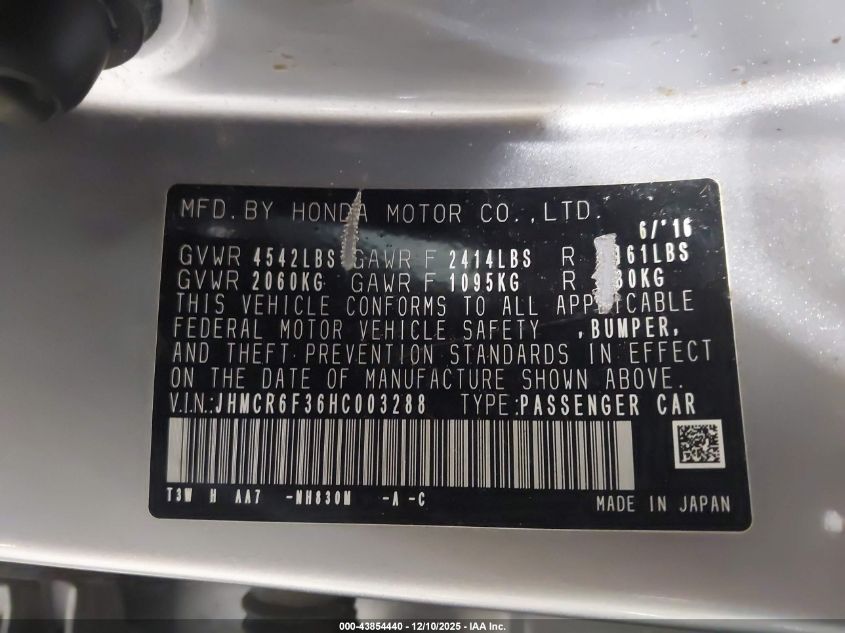 MFD. BY HONDA MOTOR CO., LTD.
6/'16
GVWR 4542LBS GAWR F 2414LBS R 961LBS
GVWR 2060KG GAWR F 1095KG R 0KG
THIS VEHICLE CONFORMS TO ALL APPLICABLE
FEDERAL MOTOR VEHICLE SAFETY ,BUMPER,
AND THEFT PREVENTION STANDARDS IN EFFECT
ON THE DATE OF MANUFACTURE SHOWN ABOVE.
V.I.N.:JHMCR6F36HC003288 TYPE:PASSENGER CAR
T3W H AA7 -NH830M -A -C
MADE IN JAPAN
000-43854440 - 12/10/2025 - IAA Inc.